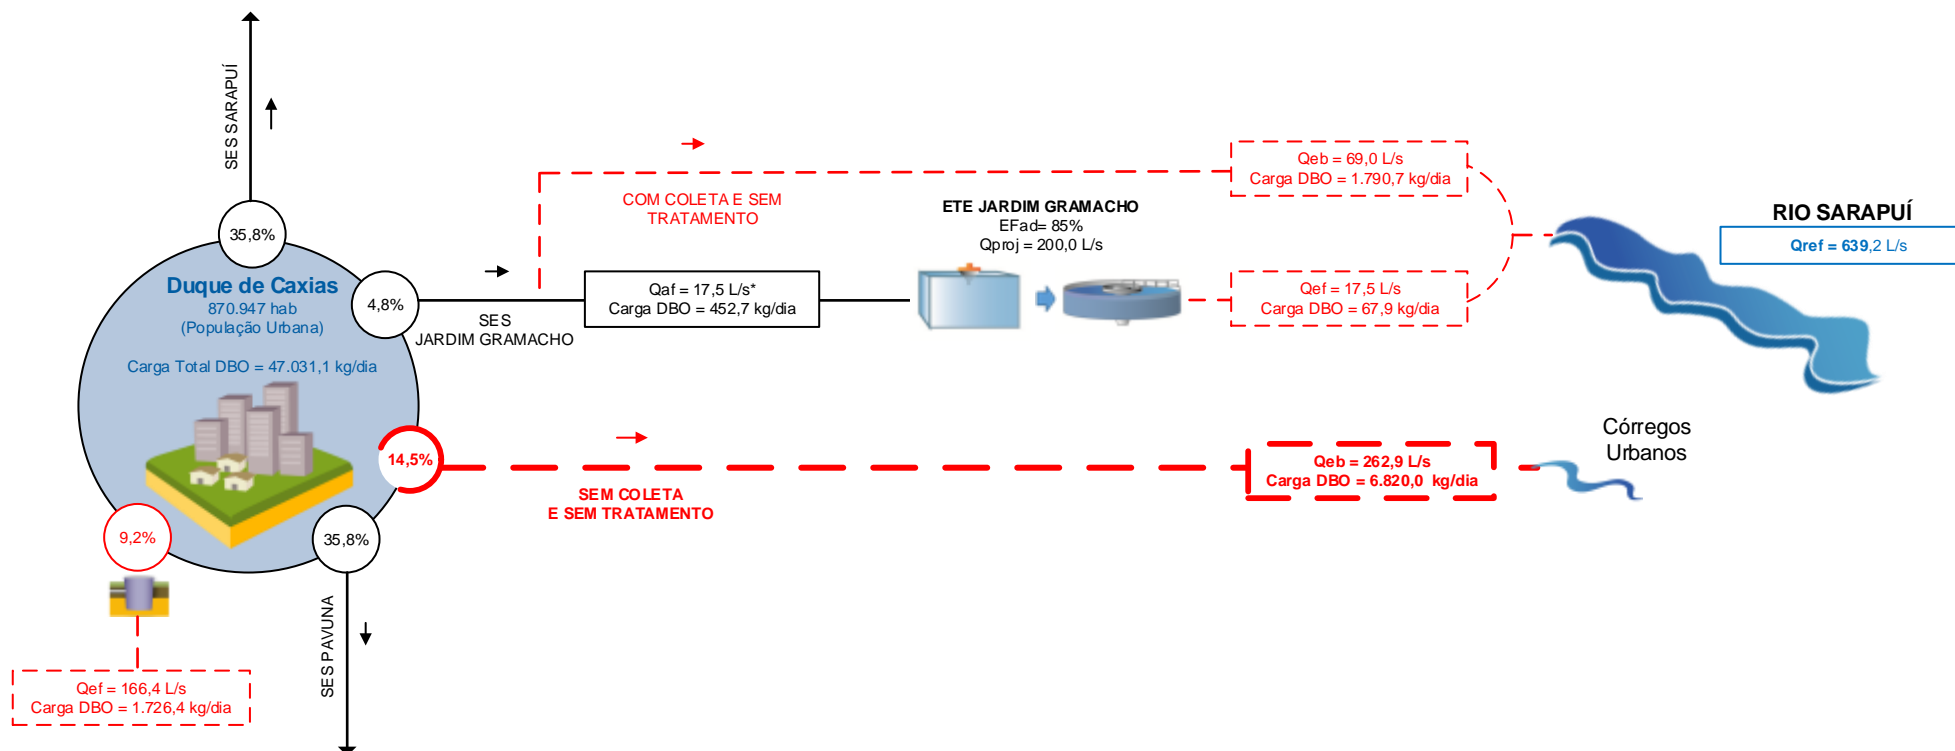 SES SARAPUÍ
35,8%
Duque de Caxias
870.947 hab
(População Urbana)
Carga Total DBO = 47.031,1 kg/dia
4,8%
SES
JARDIM GRAMACHO
COM COLETA E SEM
TRATAMENTO
Qaf = 17,5 L/s*
Carga DBO = 452,7 kg/dia
ETE JARDIM GRAMACHO
EFad= 85%
Qproj = 200,0 L/s
Qeb = 69,0 L/s
Carga DBO = 1.790,7 kg/dia
Qef = 17,5 L/s
Carga DBO = 67,9 kg/dia
RIO SARAPUÍ
Qref = 639,2 L/s
14,5%
SEM COLETA
E SEM TRATAMENTO
Qeb = 262,9 L/s
Carga DBO = 6.820,0 kg/dia
Córregos
Urbanos
9,2%
35,8%
SES PAVUNA
Qef = 166,4 L/s
Carga DBO = 1.726,4 kg/dia